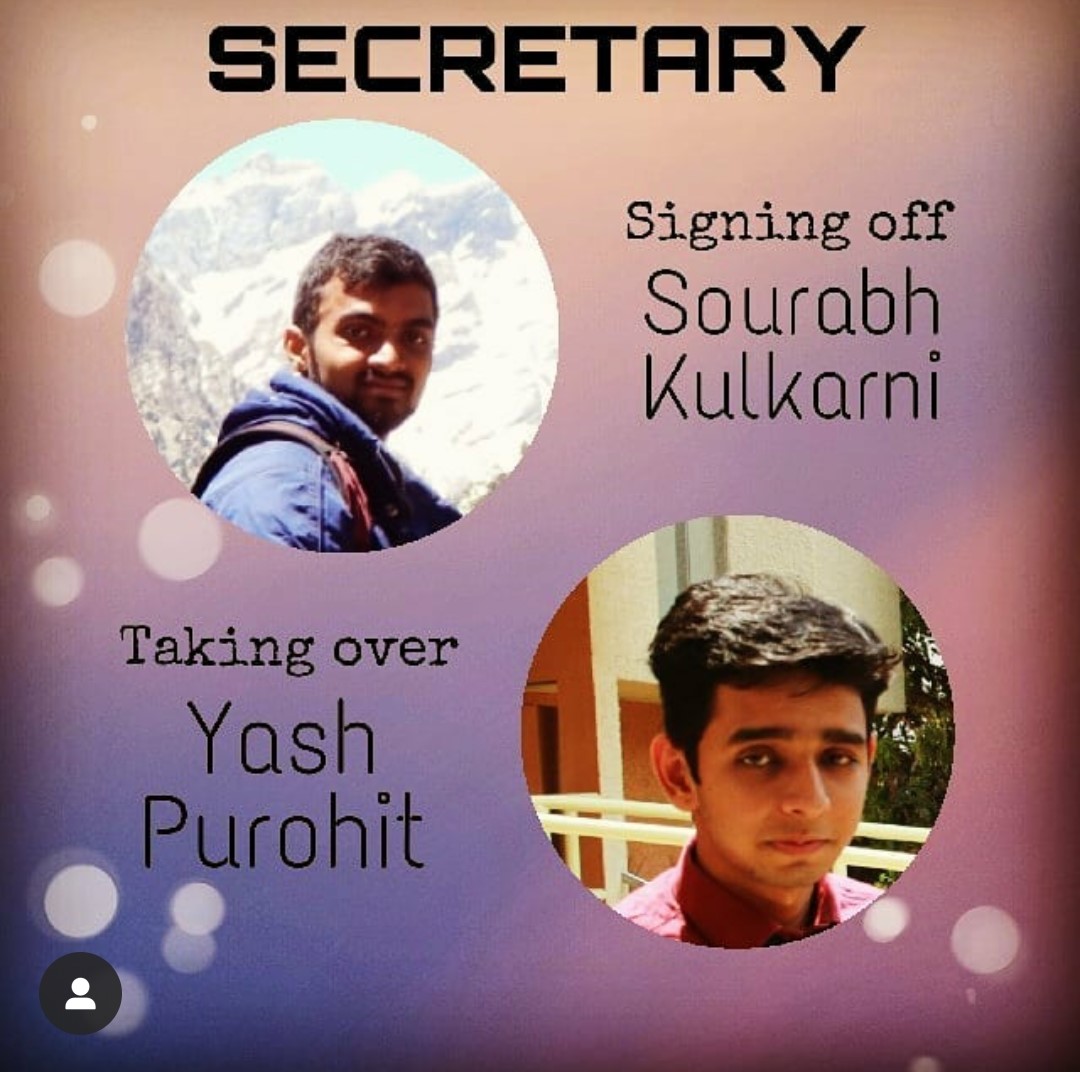 SECRETARY
Signing off
Sourabh
Kulkarni
Taking over
Yash
Purohit